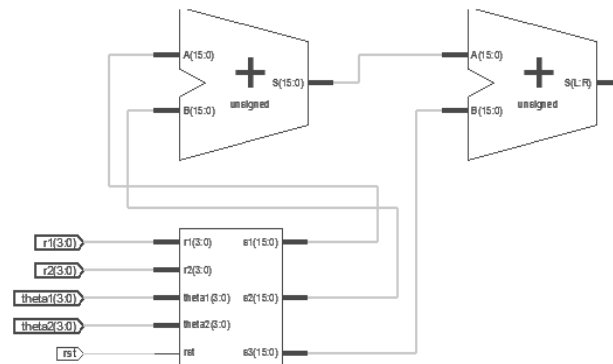 A(15:0)
S(15:0)
B(15:0)
unsigned
A(15:0)
S(L:R)
B(15:0)
unsigned
r1(3:0)
r2(3:0)
theta1(3:0)
theta2(3:0)
rst
r1(3:0)
r2(3:0)
theta1(3:0)
theta2(3:0)
rst
s1(15:0)
s2(15:0)
s3(15:0)